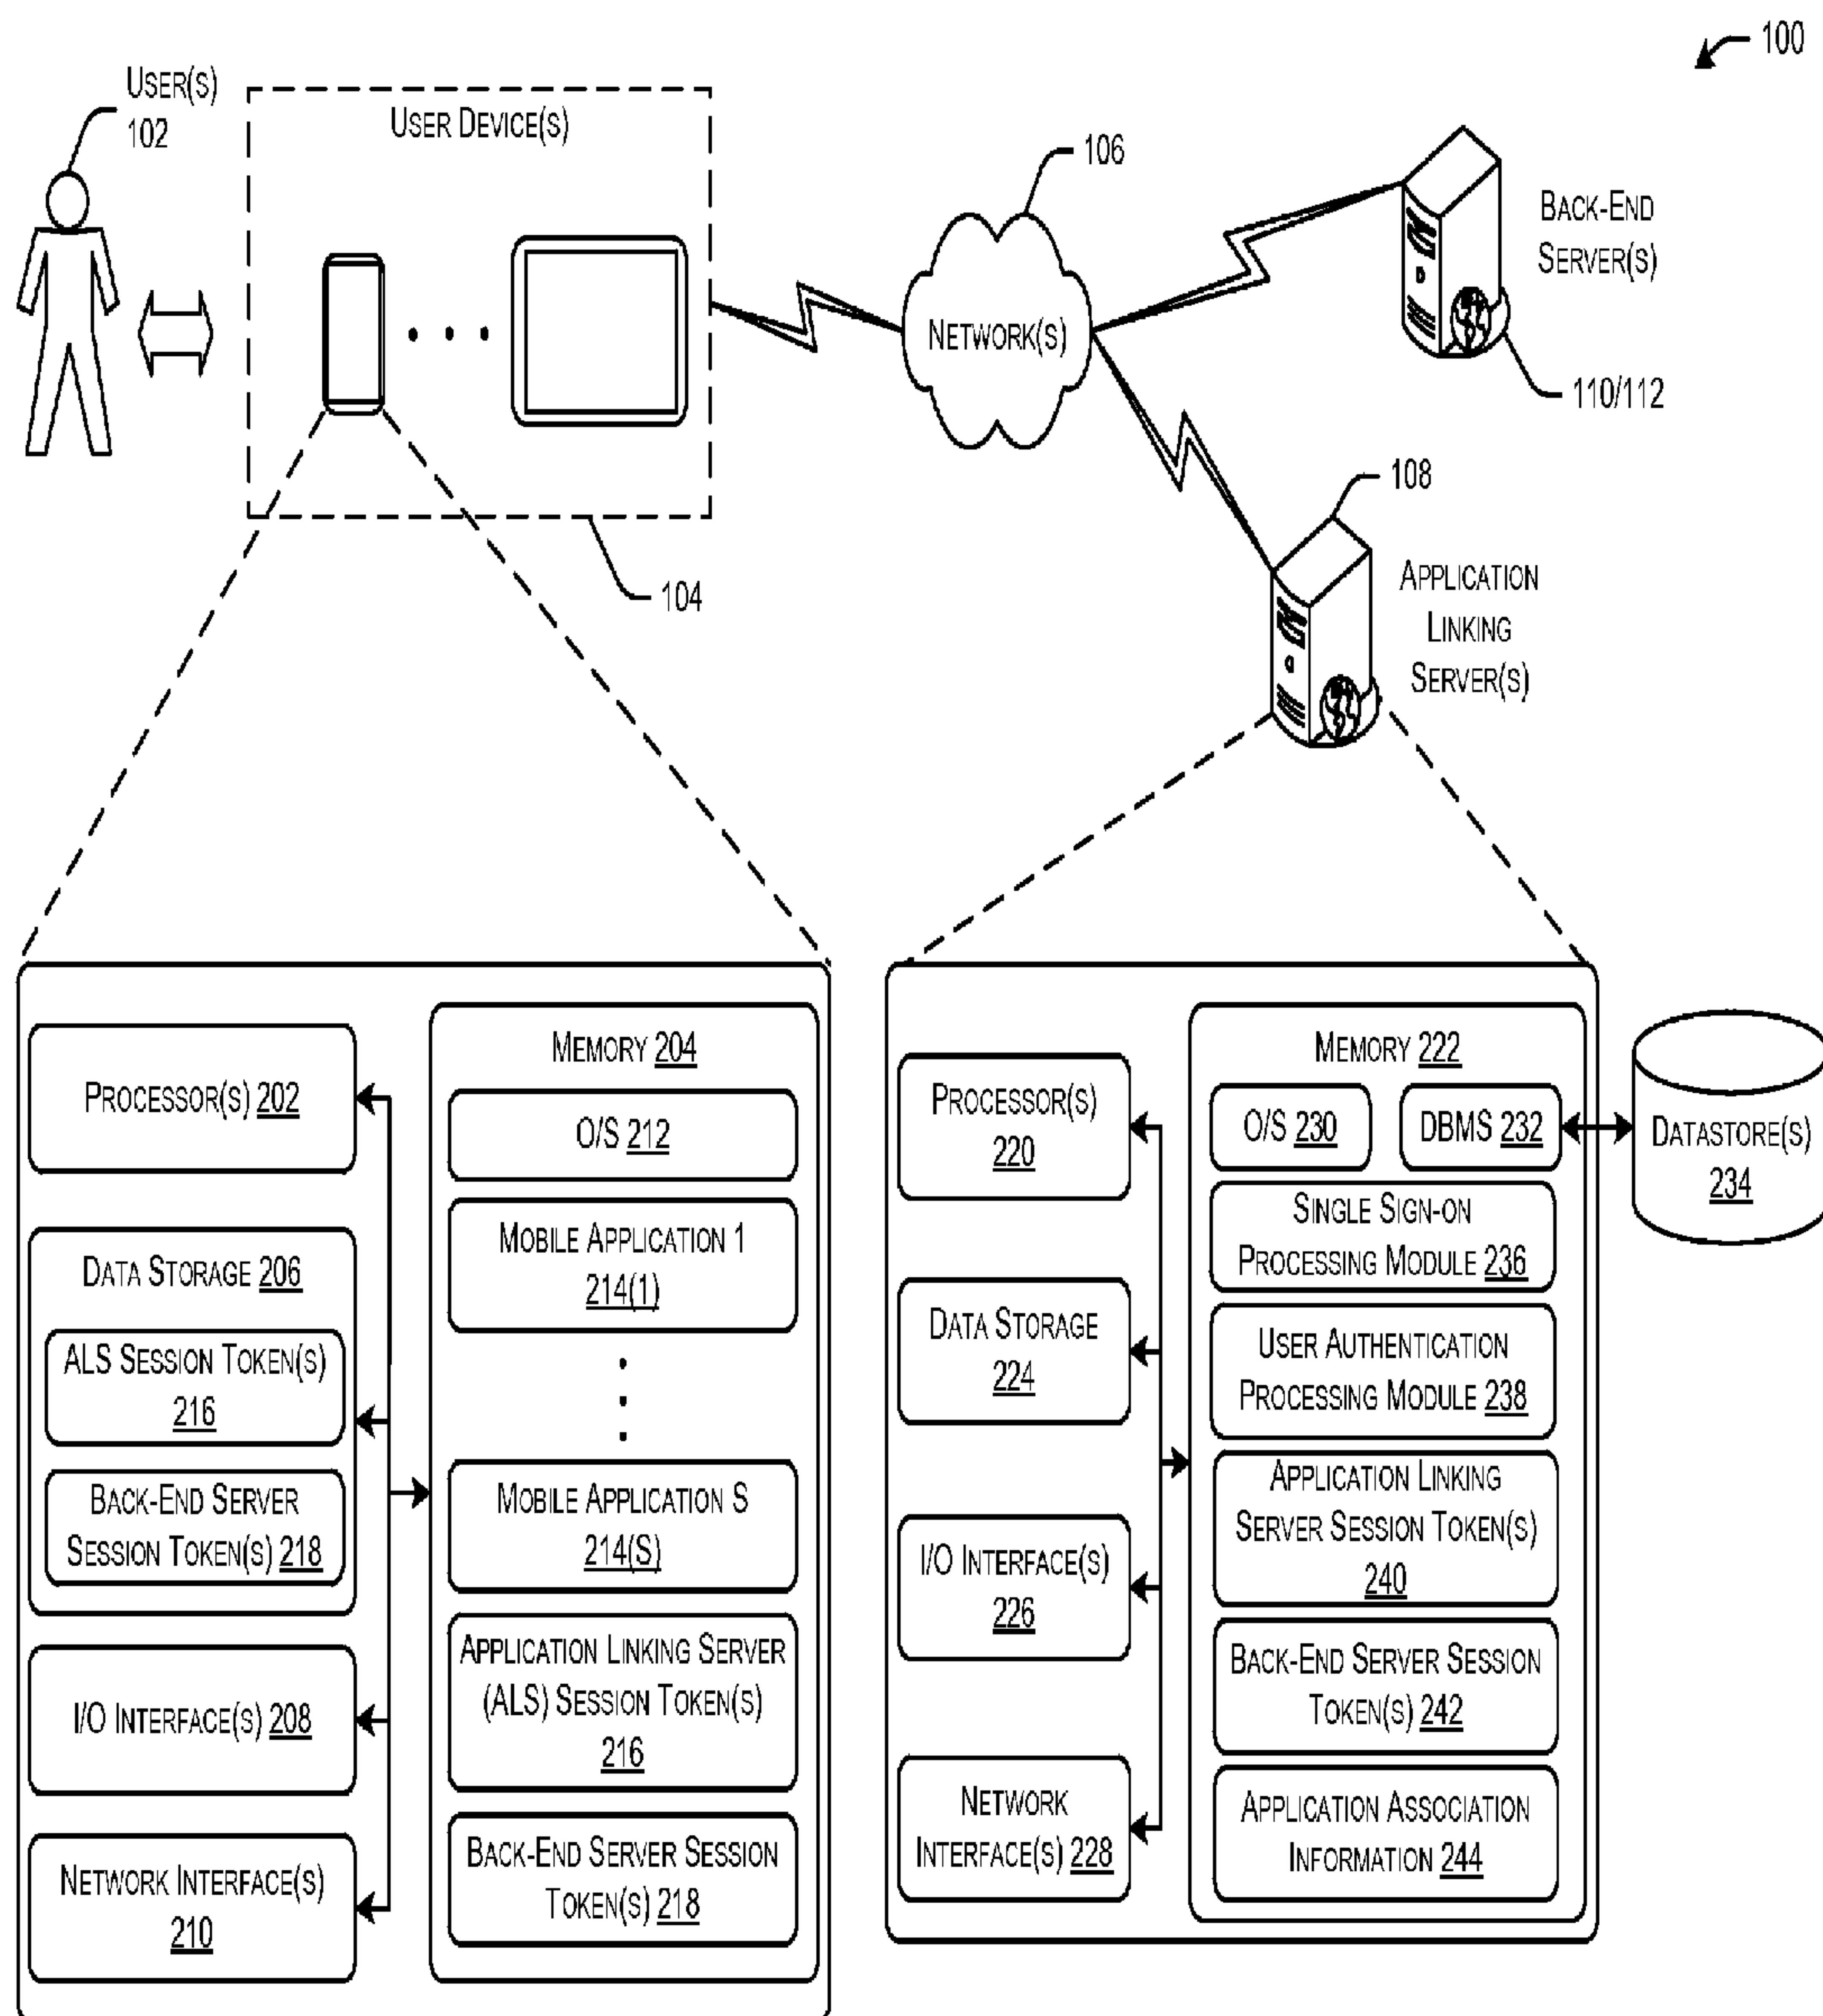 100
USER(S)
102
USER DEVICE(S)
106
NETWORK(S)
BACK-END
SERVER(S)
110/112
104
108
APPLICATION
LINKING
SERVER(S)
PROCESSOR(S) 202
DATA STORAGE 206
ALS SESSION TOKEN(S)
216
BACK-END SERVER
SESSION TOKEN(S) 218
I/O INTERFACE(S) 208
NETWORK INTERFACE(S)
210
MEMORY 204
O/S 212
MOBILE APPLICATION 1
214(1)
MOBILE APPLICATION S
214(S)
APPLICATION LINKING SERVER
(ALS) SESSION TOKEN(S)
216
BACK-END SERVER SESSION
TOKEN(S) 218
PROCESSOR(S)
220
DATA STORAGE
224
I/O INTERFACE(S)
226
NETWORK
INTERFACE(S) 228
MEMORY 222
O/S 230
DBMS 232
SINGLE SIGN-ON
PROCESSING MODULE 236
USER AUTHENTICATION
PROCESSING MODULE 238
APPLICATION LINKING
SERVER SESSION TOKEN(S)
240
BACK-END SERVER SESSION
TOKEN(S) 242
APPLICATION ASSOCIATION
INFORMATION 244
DATASTORE(S)
234